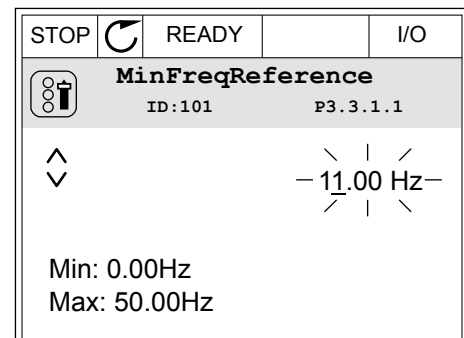 STOP READY I/O
MinFreqReference
ID:101 P3.3.1.1
11.00 Hz
Min: 0.00Hz
Max: 50.00Hz